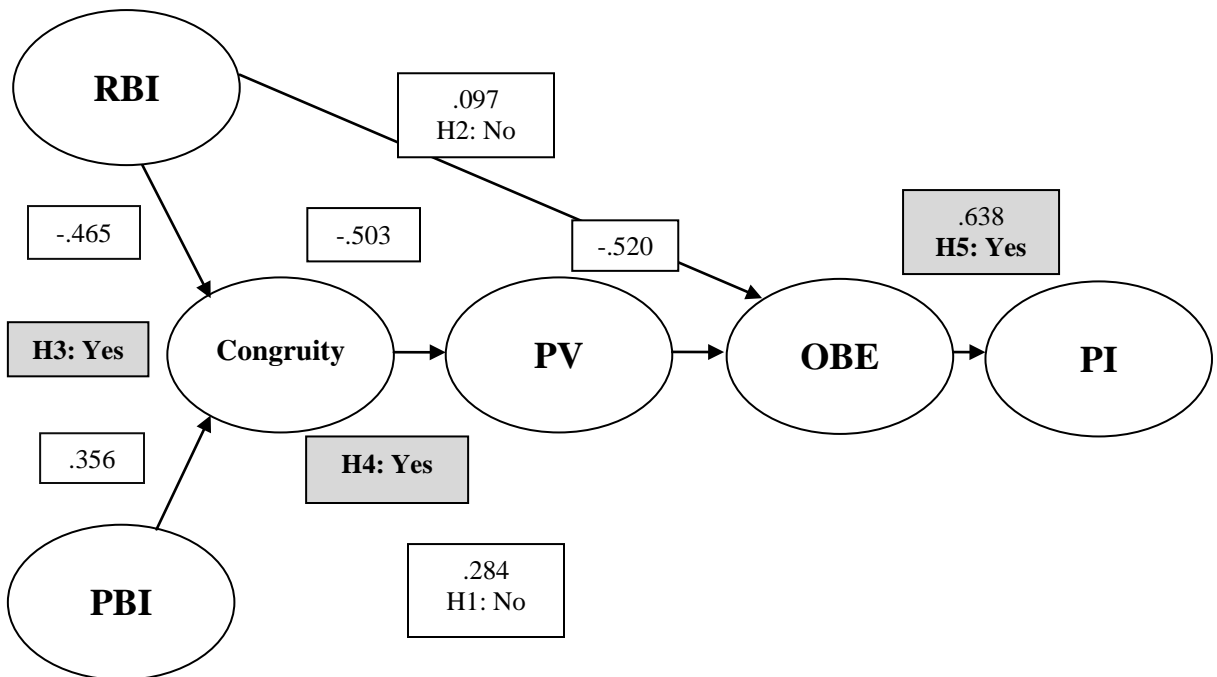 RBI
.097
H2: No
-.465
-.503
-.520
.638
H5: Yes
H3: Yes
Congruity
PV
OBE
PI
.356
H4: Yes
.284
H1: No
PBI